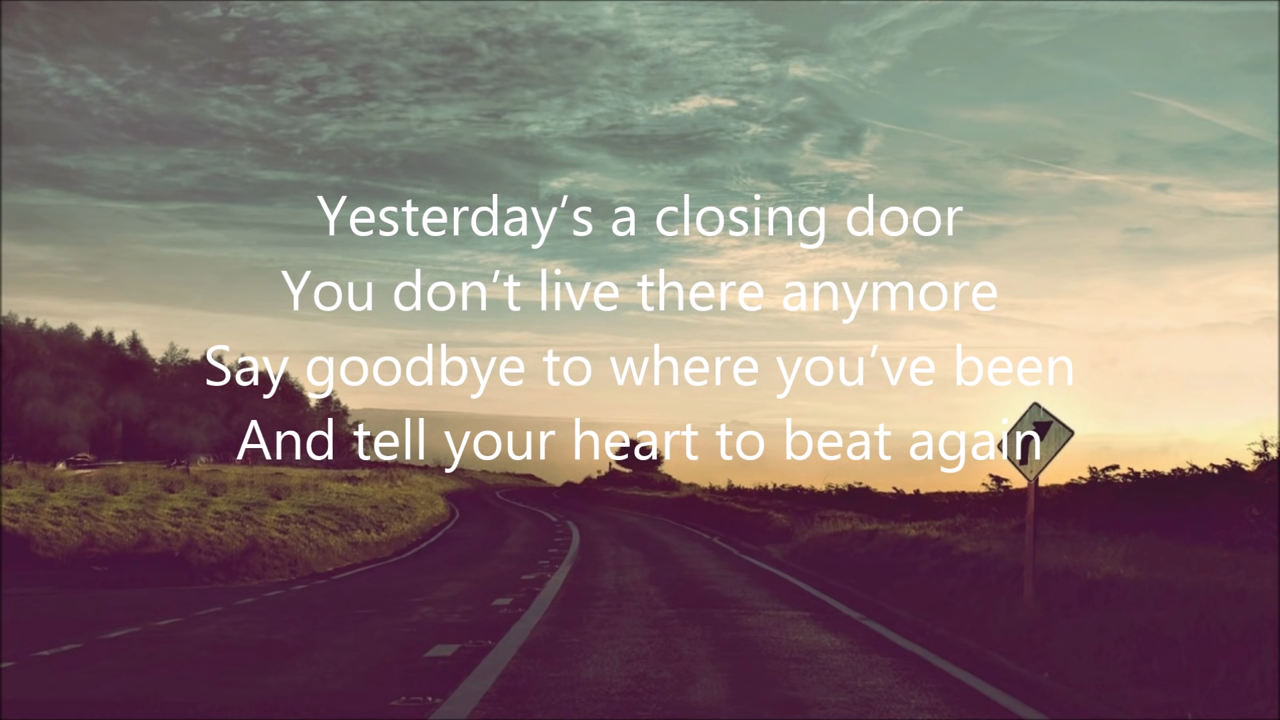 Yesterday’s a closing door
You don’t live there anymore
Say goodbye to where you’ve been
And tell your heart to beat again